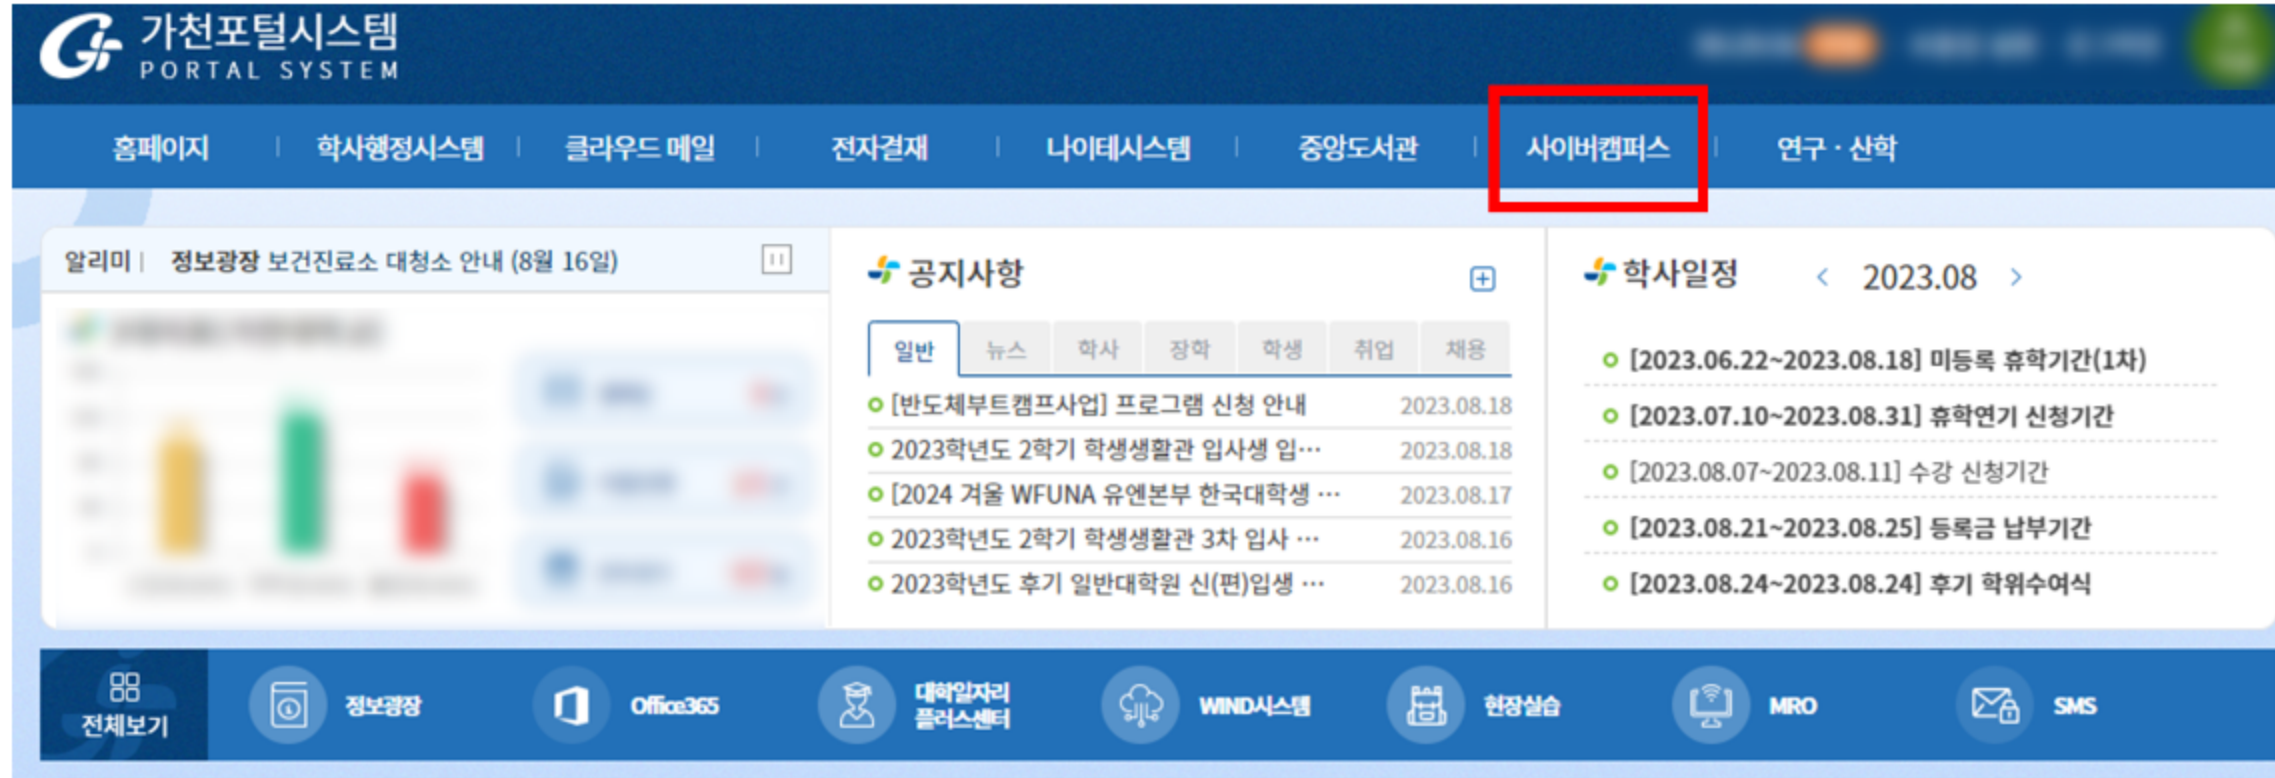 가천포털시스템
PORTAL SYSTEM
홈페이지 학사행정시스템 클라우드 메일 전자결재 나이테시스템 중앙도서관 사이버캠퍼스 연구 · 산학
알리미 정보광장 보건진료소 대청소 안내 (8월 16일)
공지사항
일반 뉴스 학사 장학 학생 취업 채용
[반도체부트캠프사업] 프로그램 신청 안내 2023.08.18
2023학년도 2학기 학생생활관 입사생 입··· 2023.08.18
[2024 겨울 WFUNA 유엔본부 한국대학생 ··· 2023.08.17
2023학년도 2학기 학생생활관 3차 입사 ··· 2023.08.16
2023학년도 후기 일반대학원 신(편)입생 ··· 2023.08.16
학사일정 < 2023.08 >
[2023.06.22~2023.08.18] 미등록 휴학기간(1차)
[2023.07.10~2023.08.31] 휴학연기 신청기간
[2023.08.07~2023.08.11] 수강 신청기간
[2023.08.21~2023.08.25] 등록금 납부기간
[2023.08.24~2023.08.24] 후기 학위수여식
전체보기
정보광장
Office365
대학일자리
플러스센터
WIND시스템
현장실습
MRO
SMS